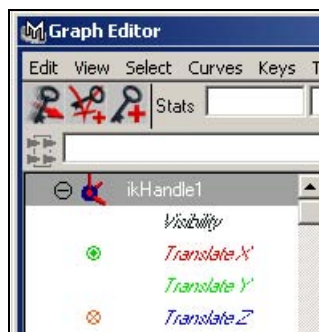 Graph Editor
Edit View Select Curves Keys T
Stats
ikHandle1
Visibility
Translate X
Translate Y
Translate Z